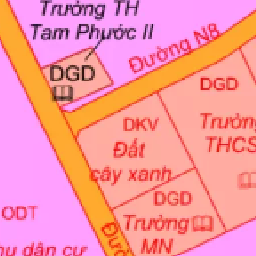 Trường TH
Tam Phước II
Đường N8
DGD
DGD
DKV
Đất
cây xanh
THCS
DGD
Trường
MN
ODT
dân cư